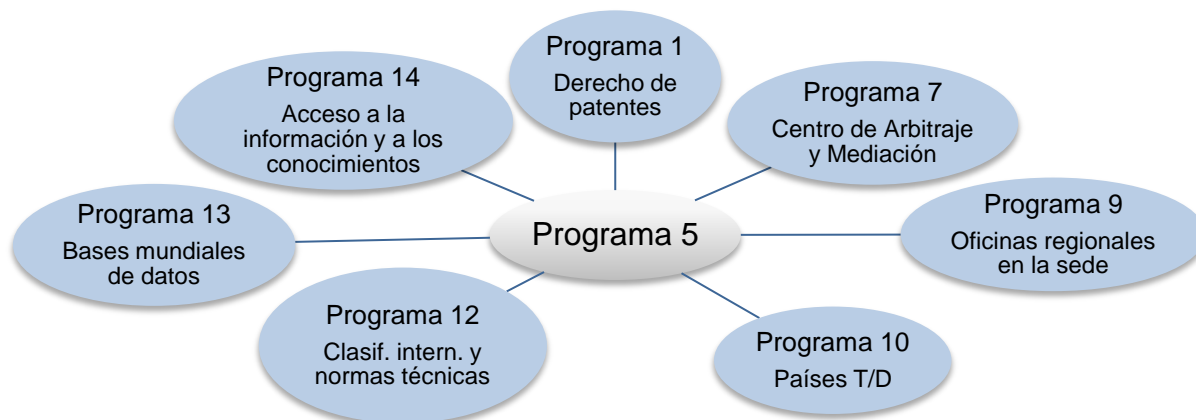 Programa 1
Derecho de
patentes
Programa 14
Acceso a la
información y a los
conocimientos
Programa 7
Centro de Arbitraje
y Mediación
Programa 13
Bases mundiales
de datos
Programa 5
Programa 9
Oficinas regionales
en la sede
Programa 12
Clasif. intern. y
normas técnicas
Programa 10
Países T/D